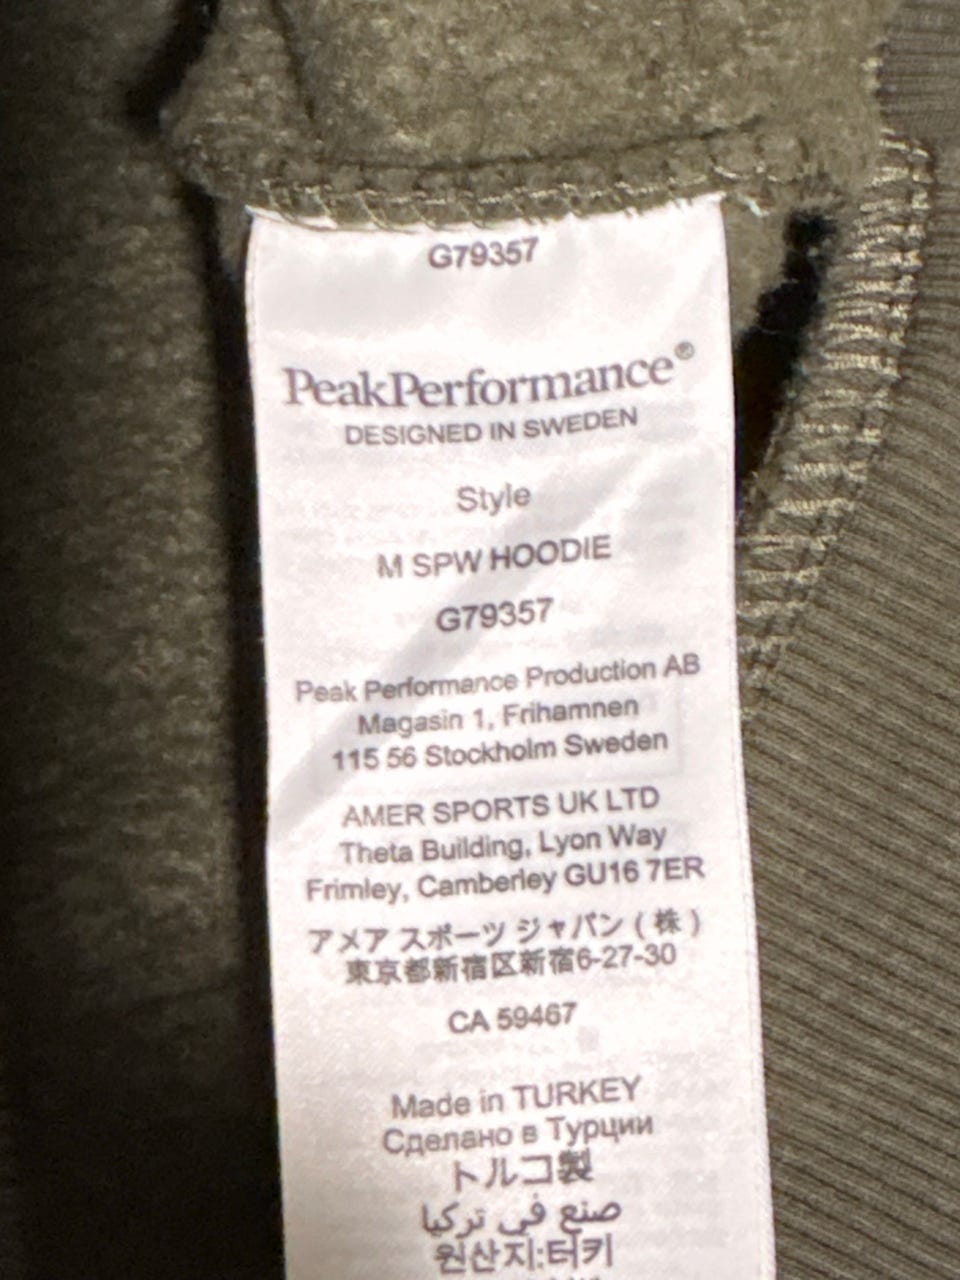 G79357
PeakPerformance®
DESIGNED IN SWEDEN
Style
M SPW HOODIE
G79357
Peak Performance Production AB
Magasin 1, Frihamnen
115 56 Stockholm Sweden
AMER SPORTS UK LTD
Theta Building, Lyon Way
Frimley, Camberley GU16 7ER
アメア スポーツ ジャパン (株)
東京都新宿区新宿6-27-30
CA 59467
Made in TURKEY
Сделано в Турции
トルコ製
صنع في تركيا
원산지:터키